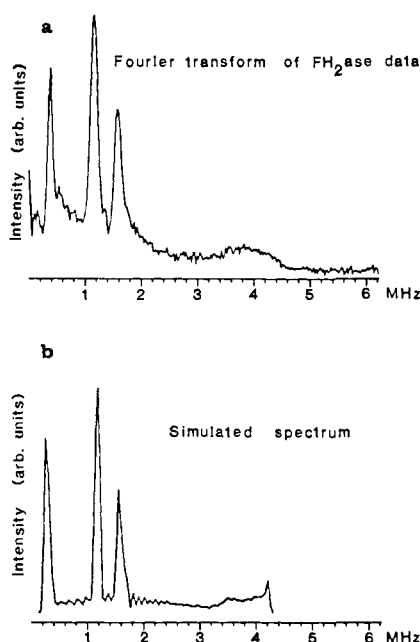 a
Fourier transform of FH2ase data
Intensity (arb. units)
1 2 3 4 5 6 MHz
b
Simulated spectrum
Intensity (arb. units)
1 2 3 4 5 6 MHz